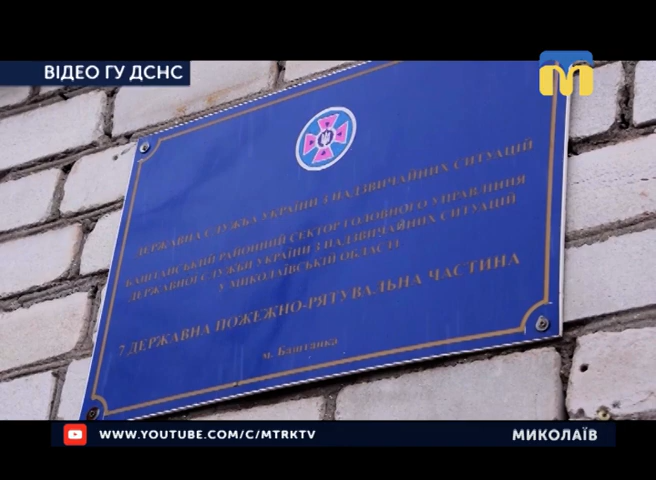 ВІДЕО ГУ ДСНС
M
ДЕРЖАВНА СЛУЖБА УКРАЇНИ З НАДЗВИЧАЙНИХ СИТУАЦІЙ
БАШТАНСЬКИЙ РАЙОННИЙ СЕКТОР ГОЛОВНОГО УПРАВЛІННЯ
ДЕРЖАВНОЇ СЛУЖБИ УКРАЇНИ З НАДЗВИЧАЙНИХ СИТУАЦІЙ
У МИКОЛАЇВСЬКІЙ ОБЛАСТІ
7 ДЕРЖАВНА ПОЖЕЖНО-РЯТУВАЛЬНА ЧАСТИНА
м. Баштанка
WWW.YOUTUBE.COM/C/MTRKTV
МИКОЛАЇВ